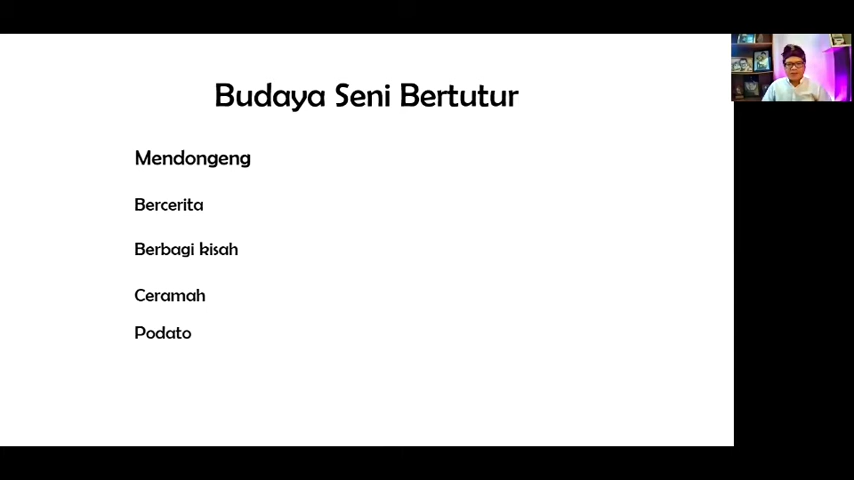 Budaya Seni Bertutur
Mendongeng
Bercerita
Berbagi kisah
Ceramah
Podato